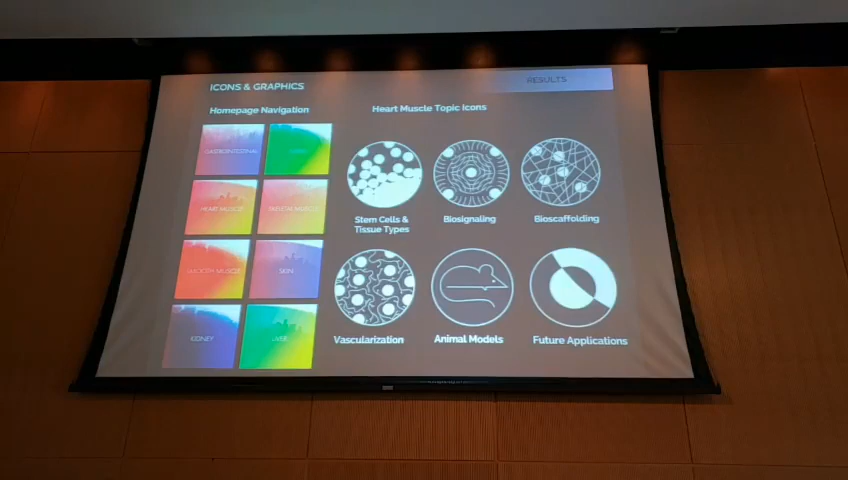 ICONS & GRAPHICS
RESULTS
Homepage Navigation
Heart Muscle Topic Icons
GASTROINTESTINAL
HEART MUSCLE
SKELETAL MUSCLE
SMOOTH MUSCLE
SKIN
KIDNEY
LIVER
Stem Cells &
Tissue Types
Biosignaling
Bioscaffolding
Vascularization
Animal Models
Future Applications